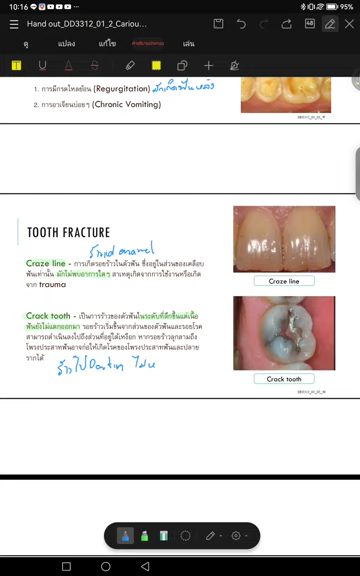 10:16
95%
Hand out_DD3312_01_2_Cariou...
48
ดู
แปลง
แก้ไข
เล่น
1. การมีกรดไหลย้อน (Regurgitation)
2. การอาเจียนบ่อยๆ (Chronic Vomiting)
TOOTH FRACTURE
ร้าวแค่ enamel
Craze line - การเกิดรอยร้าวในตัวฟัน ซึ่งอยู่ในส่วนของเคลือบ
ฟันเท่านั้น มักไม่พบอาการใดๆ สาเหตุเกิดจากการใช้งานหรือเกิด
จาก trauma
Craze line
Crack tooth - เป็นการร้าวของตัวฟันในระดับที่ลึกขึ้นแต่เนื้อ
ฟันยังไม่แตกออกมา รอยร้าวเริ่มขึ้นจากส่วนของตัวฟันและรอยโรค
สามารถดำเนินลงไปถึงส่วนที่อยู่ใต้เหงือก หากรอยร้าวลุกลามถึง
โพรงประสาทฟันอาจก่อให้เกิดโรคของโพรงประสาทฟันและปลาย
รากได้
ร้าวไป Dentin
Crack tooth